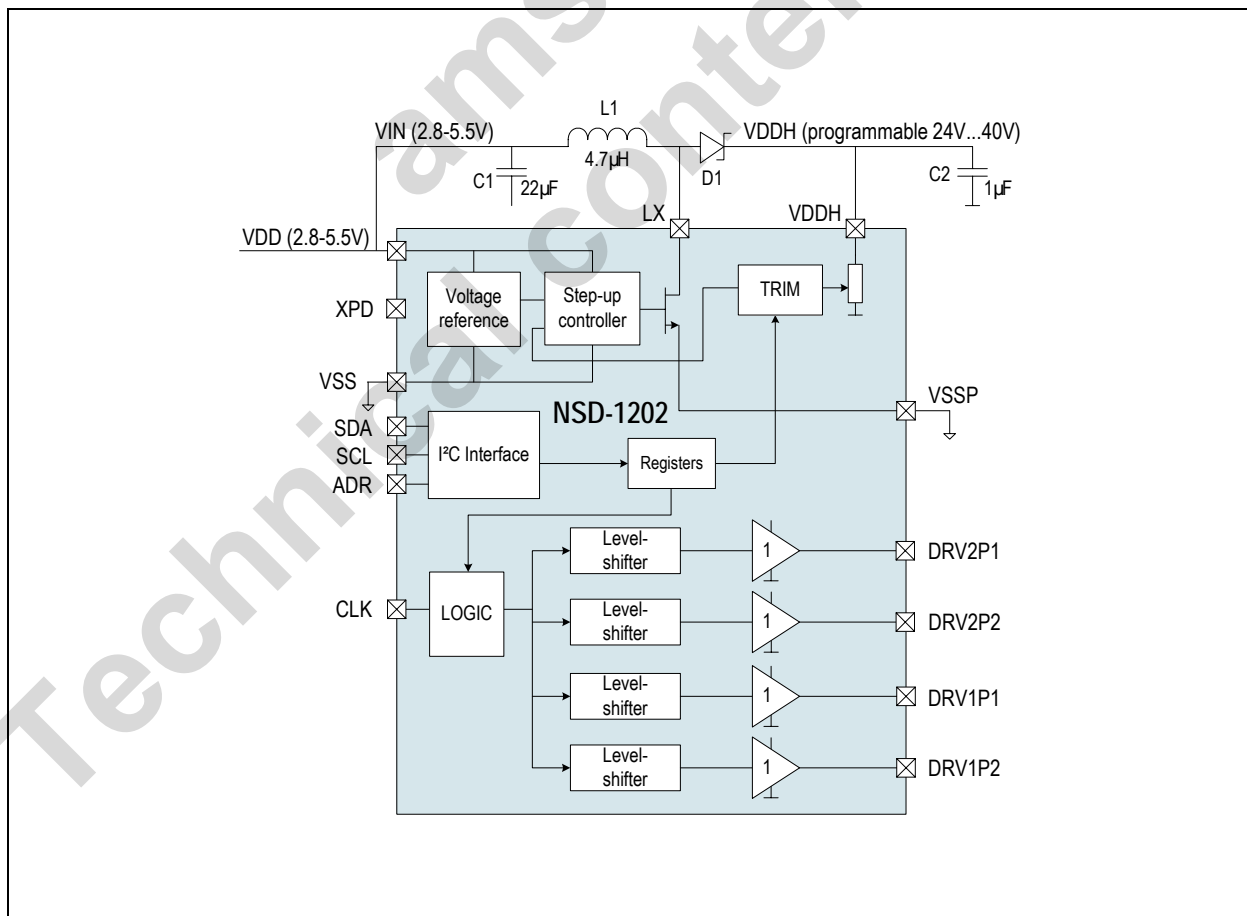 L1
VIN (2.8-5.5V)
VDDH (programmable 24V...40V)
4.7µH
C1
22µF
D1
C2
1µF
LX
VDDH
VDD (2.8-5.5V)
Voltage
reference
Step-up
controller
TRIM
XPD
VSS
VSSP
NSD-1202
SDA
SCL
ADR
I²C Interface
Registers
Level-
shifter
1
DRV2P1
CLK
LOGIC
Level-
shifter
1
DRV2P2
Level-
shifter
1
DRV1P1
Level-
shifter
1
DRV1P2
ams
Technical conte